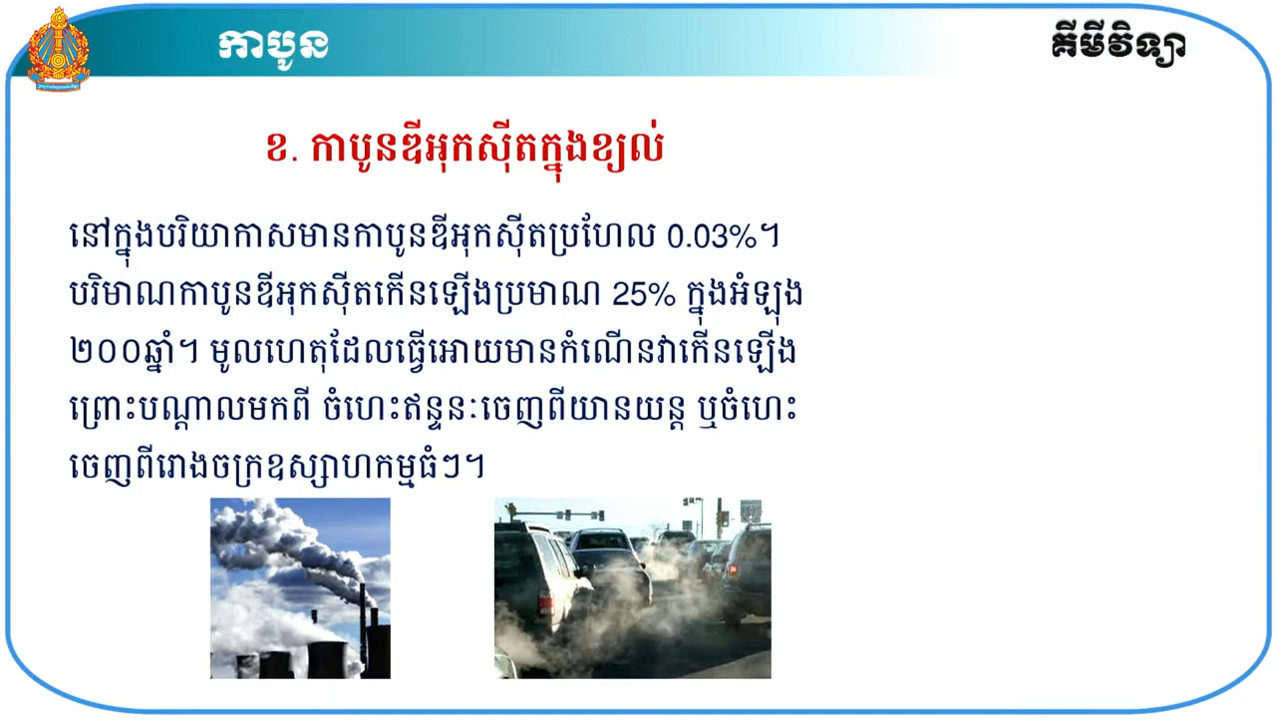 កាបូន
គីមីវិទ្យា
ខ. កាបូនឌីអុកស៊ីតក្នុងខ្យល់
នៅក្នុងបរិយាកាសមានកាបូនឌីអុកស៊ីតប្រហែល 0.03%។
បរិមាណកាបូនឌីអុកស៊ីតកើនឡើងប្រមាណ 25% ក្នុងអំឡុង
២០០ឆ្នាំ។ មូលហេតុដែលធ្វើអោយមានកំណើនវាកើនឡើង
ព្រោះបណ្តាលមកពី ចំហេះឥន្ទនៈចេញពីយានយន្ត ឬចំហេះ
ចេញពីរោងចក្រឧស្សាហកម្មធំៗ។